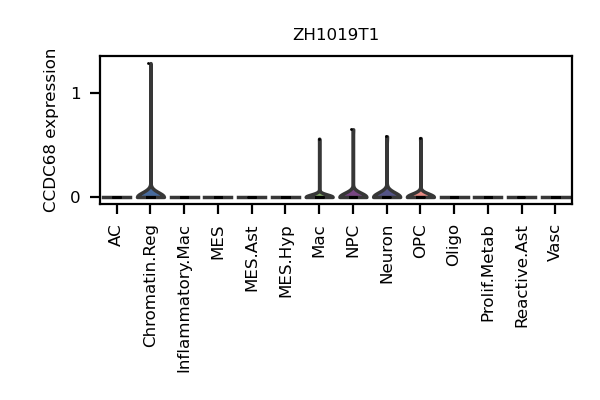 ZH1019T1
CCDC68 expression
1
0
AC
Chromatin.Reg
Inflammatory.Mac
MES
MES.Ast
MES.Hyp
Mac
NPC
Neuron
OPC
Oligo
Prolif.Metab
Reactive.Ast
Vasc